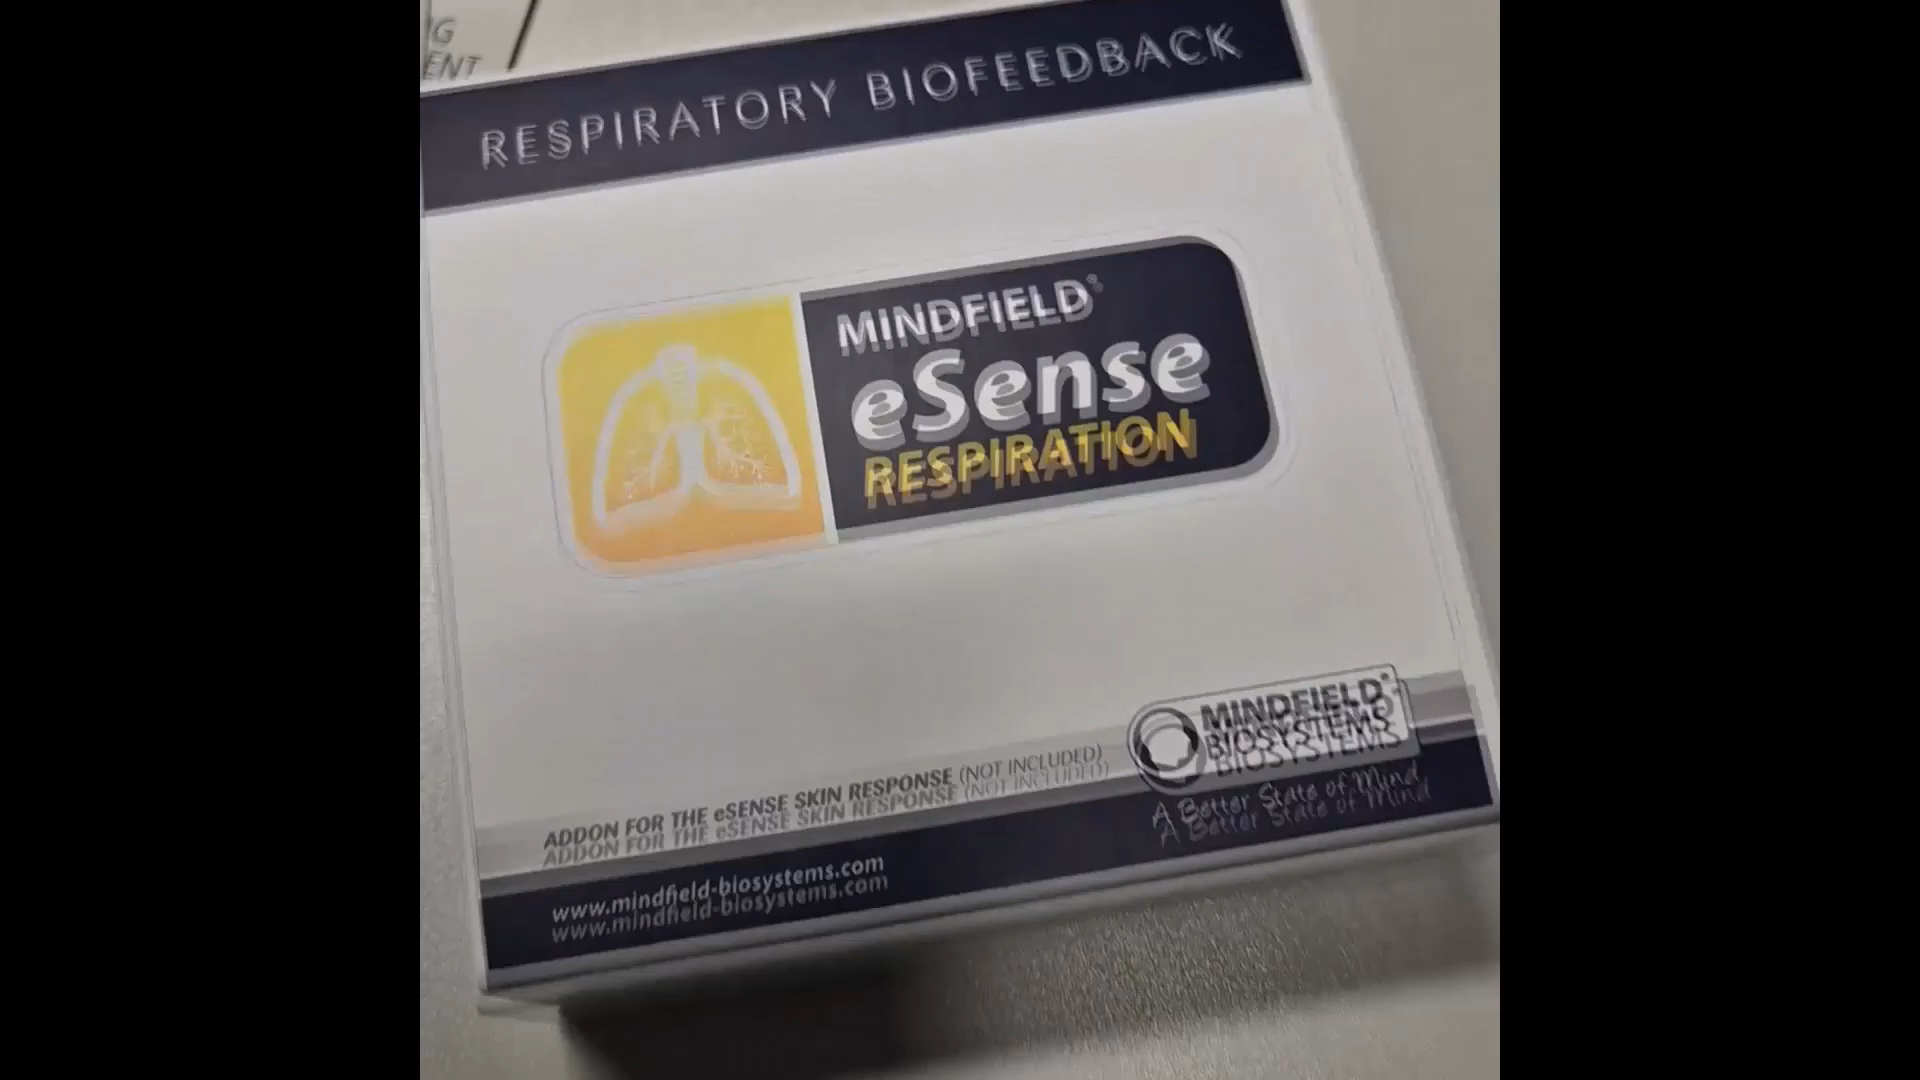 G
ENT
RESPIRATORY BIOFEEDBACK
MINDFIELD®
eSense
RESPIRATION
MINDFIELD®
BIOSYSTEMS
A Better State of Mind
ADDON FOR THE eSENSE SKIN RESPONSE (NOT INCLUDED)
www.mindfield-biosystems.com